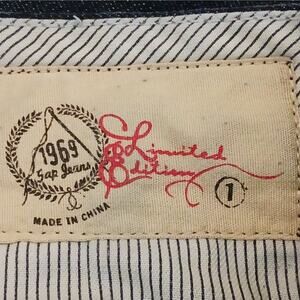 1969
Gap Jeans
MADE IN CHINA
Limited
Edition
1